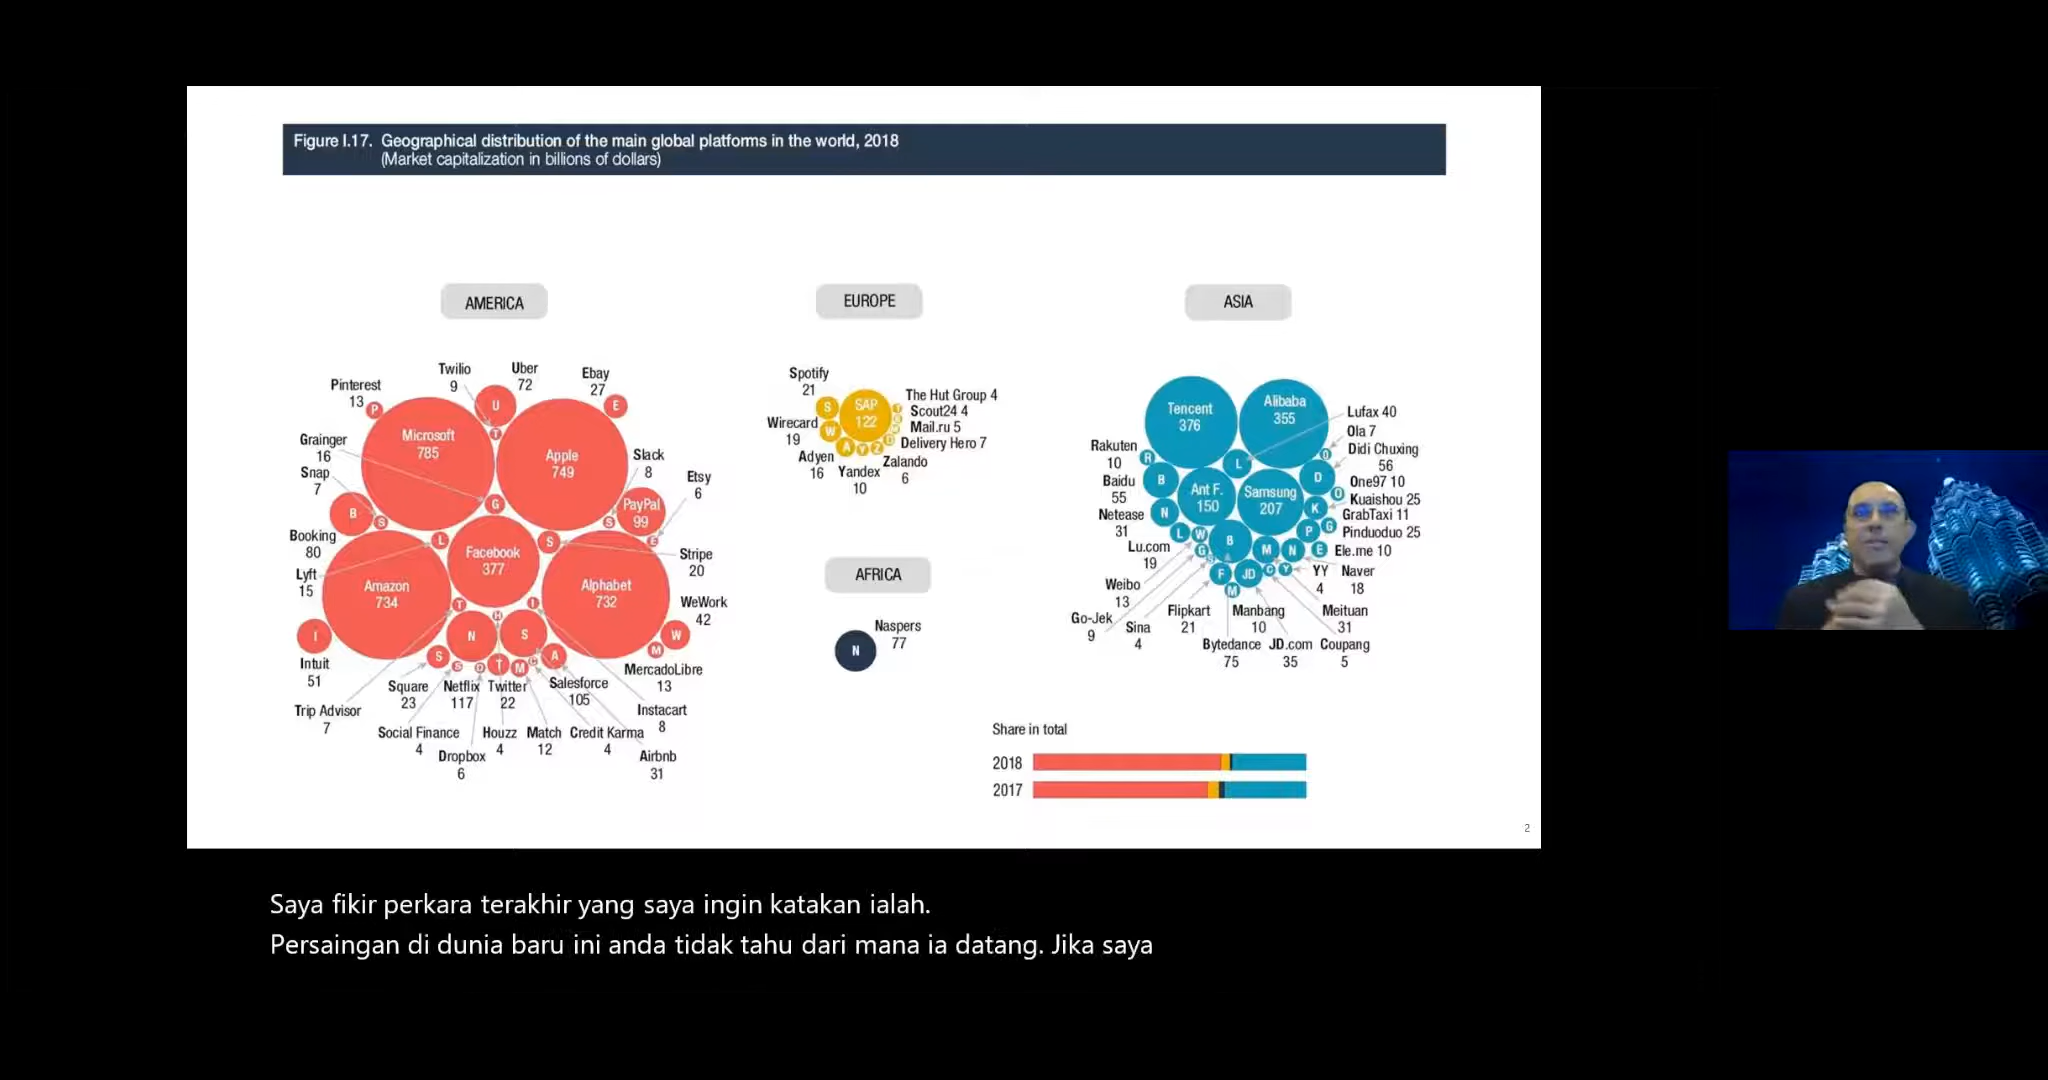 Figure I.17. Geographical distribution of the main global platforms in the world, 2018
(Market capitalization in billions of dollars)
AMERICA
Twilio
9
Uber
72
Ebay
27
Pinterest
13
P
U
E
T
Microsoft
785
Apple
749
Grainger
16
Snap
7
Slack
8
Etsy
6
B
S
G
PayPal
99
S
E
Booking
80
L
Facebook
377
S
Stripe
20
Lyft
15
Amazon
734
Alphabet
732
WeWork
42
T
H
I
I
N
S
W
M
Intuit
51
S
S
D
T
M
C
A
MercadoLibre
13
Square
23
Netflix
117
Twitter
22
Salesforce
105
Trip Advisor
7
Instacart
8
Social Finance
4
Houzz
4
Match
12
Credit Karma
4
Dropbox
6
Airbnb
31
EUROPE
Spotify
21
SAP
122
The Hut Group 4
Scout24 4
Mail.ru 5
Delivery Hero 7
S
W
A
Y
Z
D
Wirecard
19
Adyen
16
Yandex
10
Zalando
6
AFRICA
N
Naspers
77
ASIA
Tencent
376
Alibaba
355
Lufax 40
Ola 7
Didi Chuxing
56
One97 10
Kuaishou 25
GrabTaxi 11
Pinduoduo 25
Ele.me 10
Rakuten
10
Baidu
55
Netease
31
Lu.com
19
Weibo
13
Go-Jek
9
R
B
N
L
W
G
L
Ant F.
150
Samsung
207
O
D
O
K
G
P
E
B
M
N
F
JD
C
Y
M
YY
4
Naver
18
Sina
4
Flipkart
21
Manbang
10
Meituan
31
Bytedance
75
JD.com
35
Coupang
5
Share in total
2018
2017
2
Saya fikir perkara terakhir yang saya ingin katakan ialah.
Persaingan di dunia baru ini anda tidak tahu dari mana ia datang. Jika saya